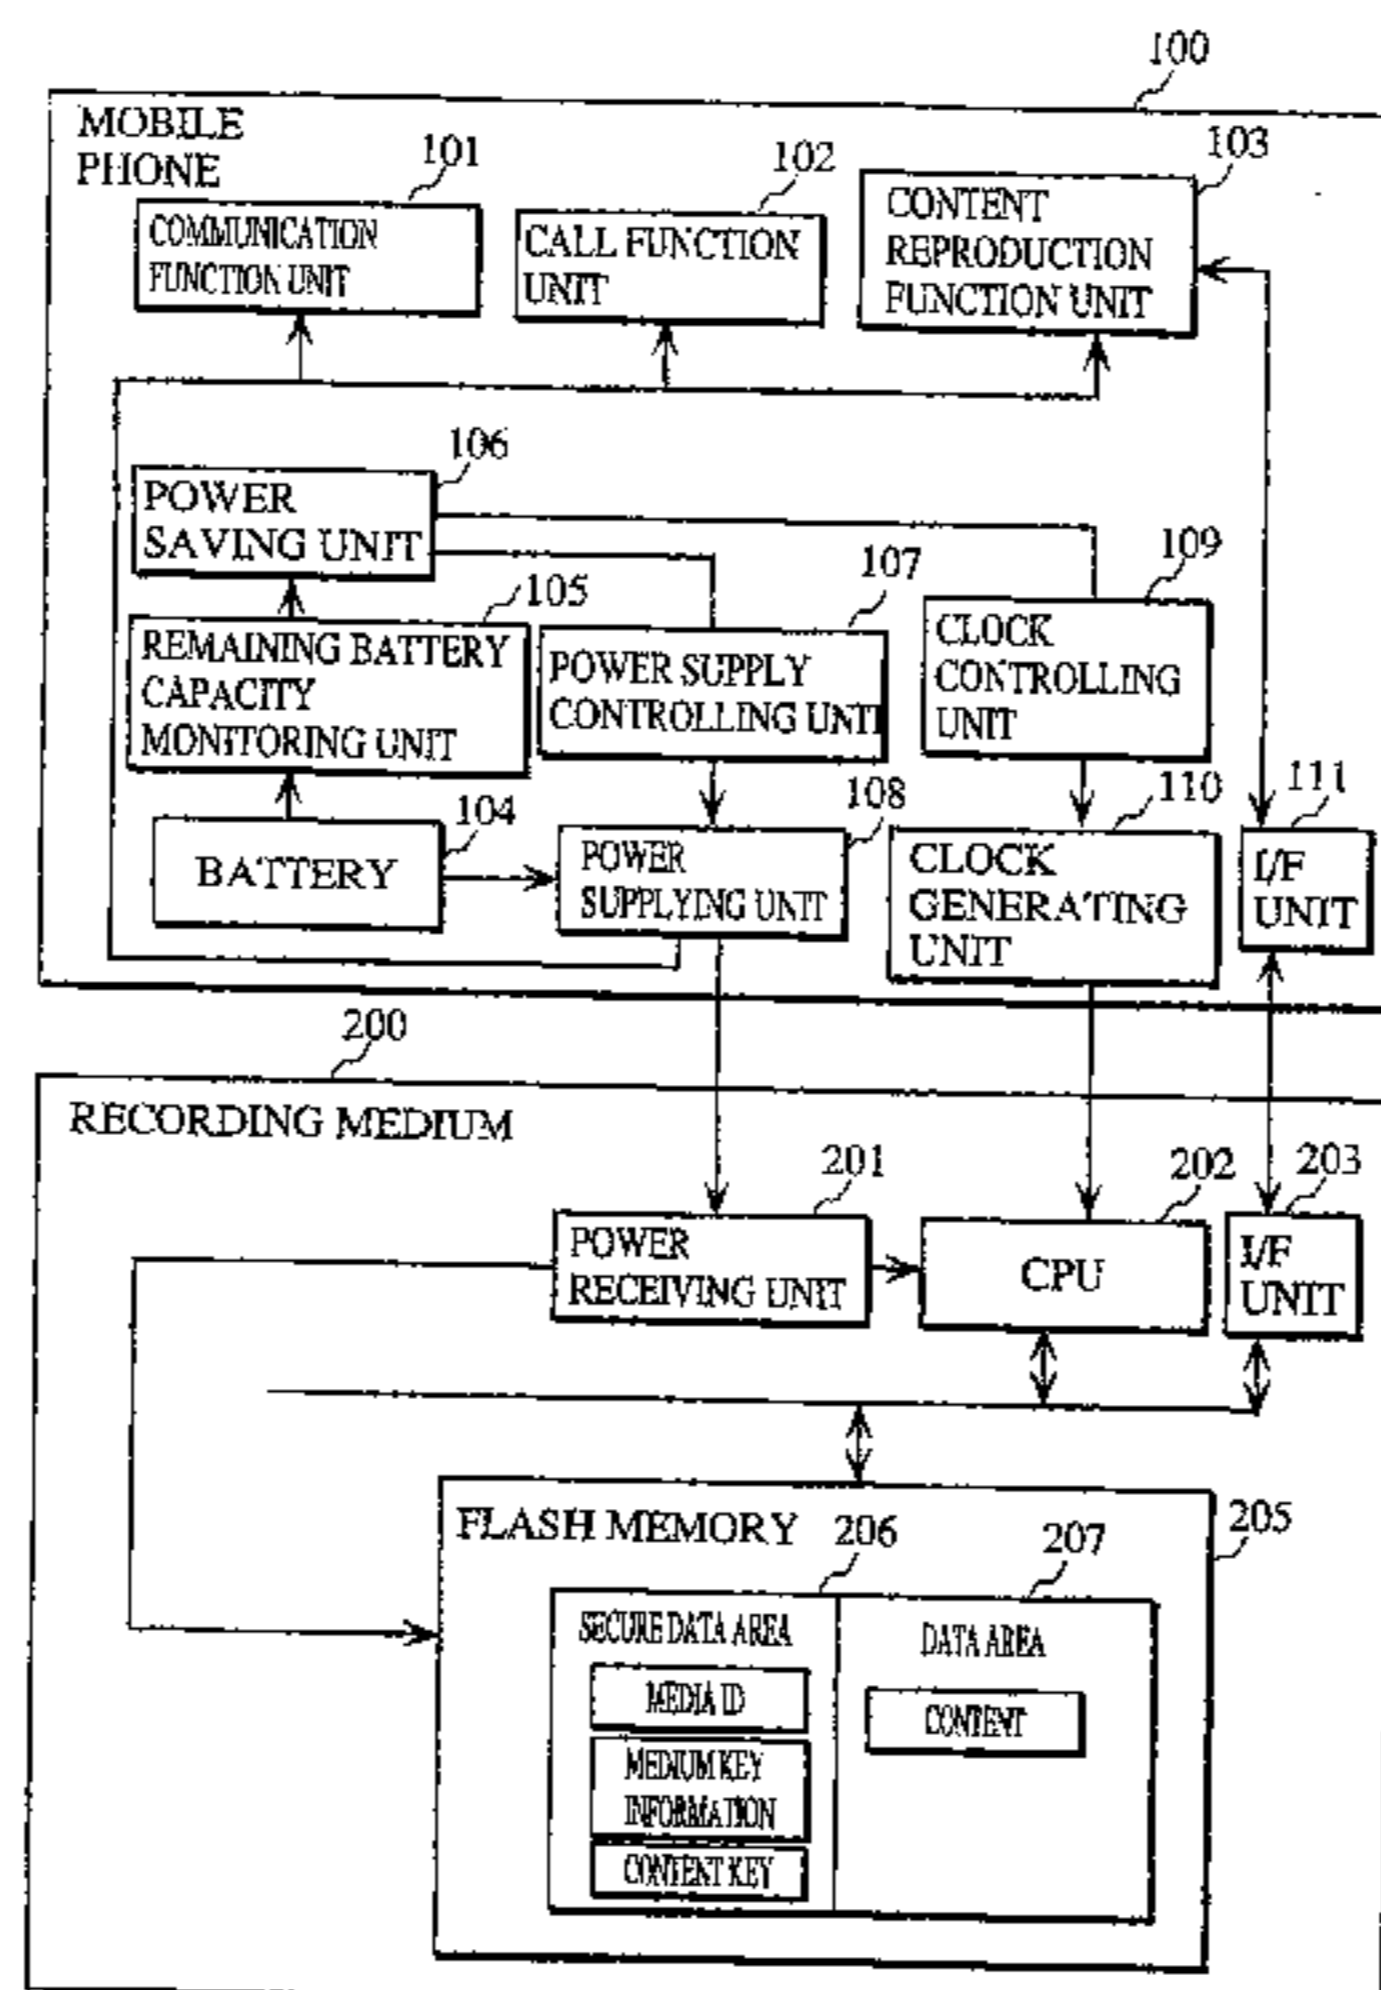 100
MOBILE
PHONE
101
102
103
COMMUNICATION
FUNCTION UNIT
CALL FUNCTION
UNIT
CONTENT
REPRODUCTION
FUNCTION UNIT
106
POWER
SAVING UNIT
105
107
109
REMAINING BATTERY
CAPACITY
MONITORING UNIT
POWER SUPPLY
CONTROLLING UNIT
CLOCK
CONTROLLING
UNIT
104
108
110
111
BATTERY
POWER
SUPPLYING UNIT
CLOCK
GENERATING
UNIT
I/F
UNIT
200
RECORDING MEDIUM
201
202
203
POWER
RECEIVING UNIT
CPU
I/F
UNIT
205
FLASH MEMORY
206
207
SECURE DATA AREA
MEDIA ID
MEDIUM KEY
INFORMATION
CONTENT KEY
DATA AREA
CONTENT